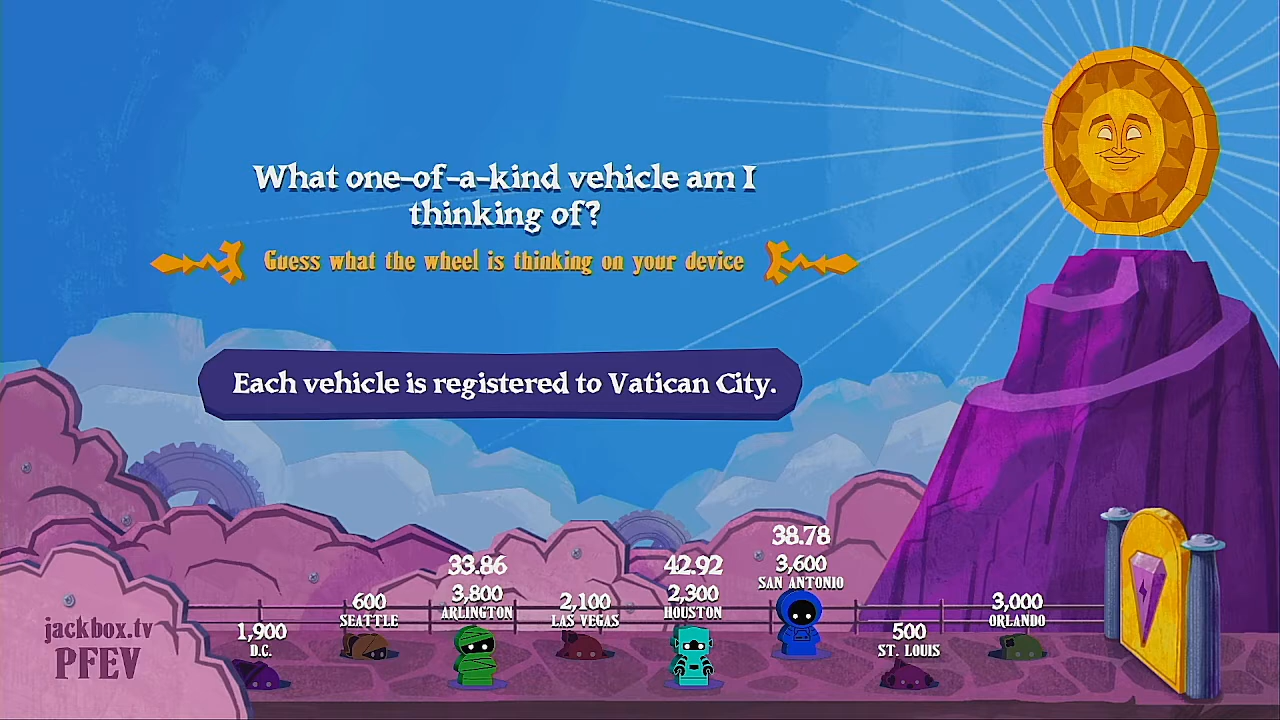 What one-of-a-kind vehicle am I
thinking of?
Guess what the wheel is thinking on your device
Each vehicle is registered to Vatican City.
38.78
33.86
42.92
3,600
SAN ANTONIO
3,800
ARLINGTON
2,300
HOUSTON
600
SEATTLE
2,100
LAS VEGAS
3,000
ORLANDO
1,900
D.C.
500
ST. LOUIS
jackbox.tv
PFEV